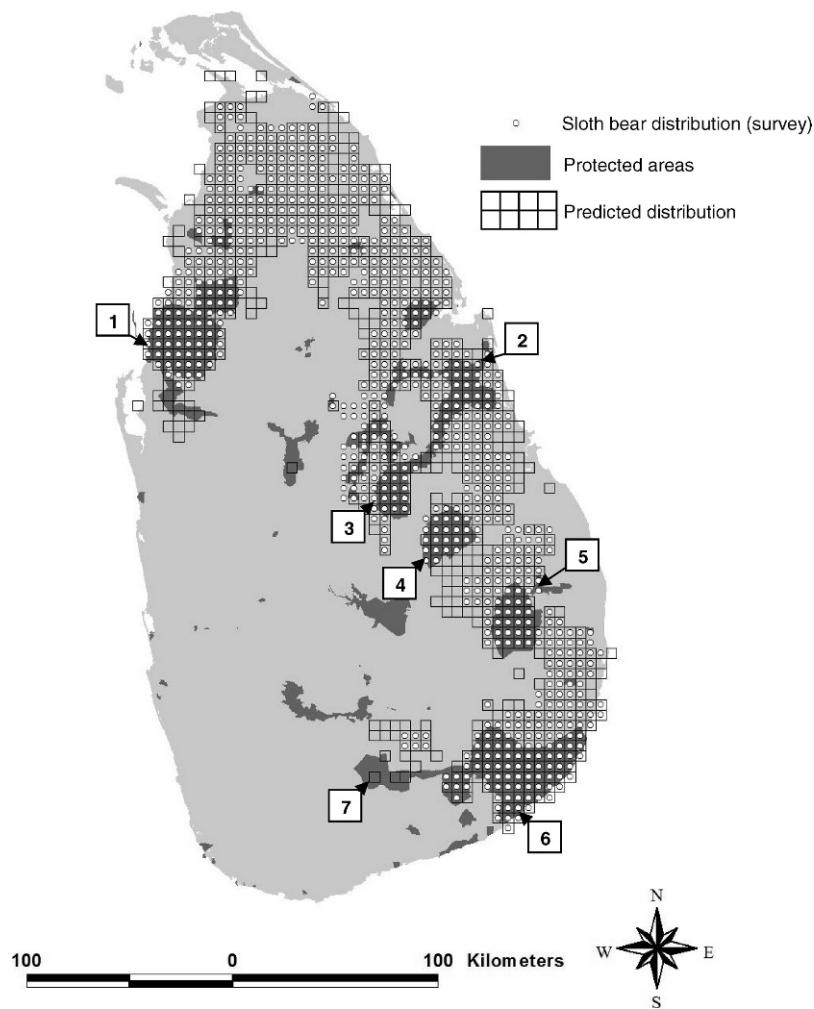 Sloth bear distribution (survey)
Protected areas
Predicted distribution
1
2
3
4
5
6
7
100 0 100 Kilometers
N
W E
S